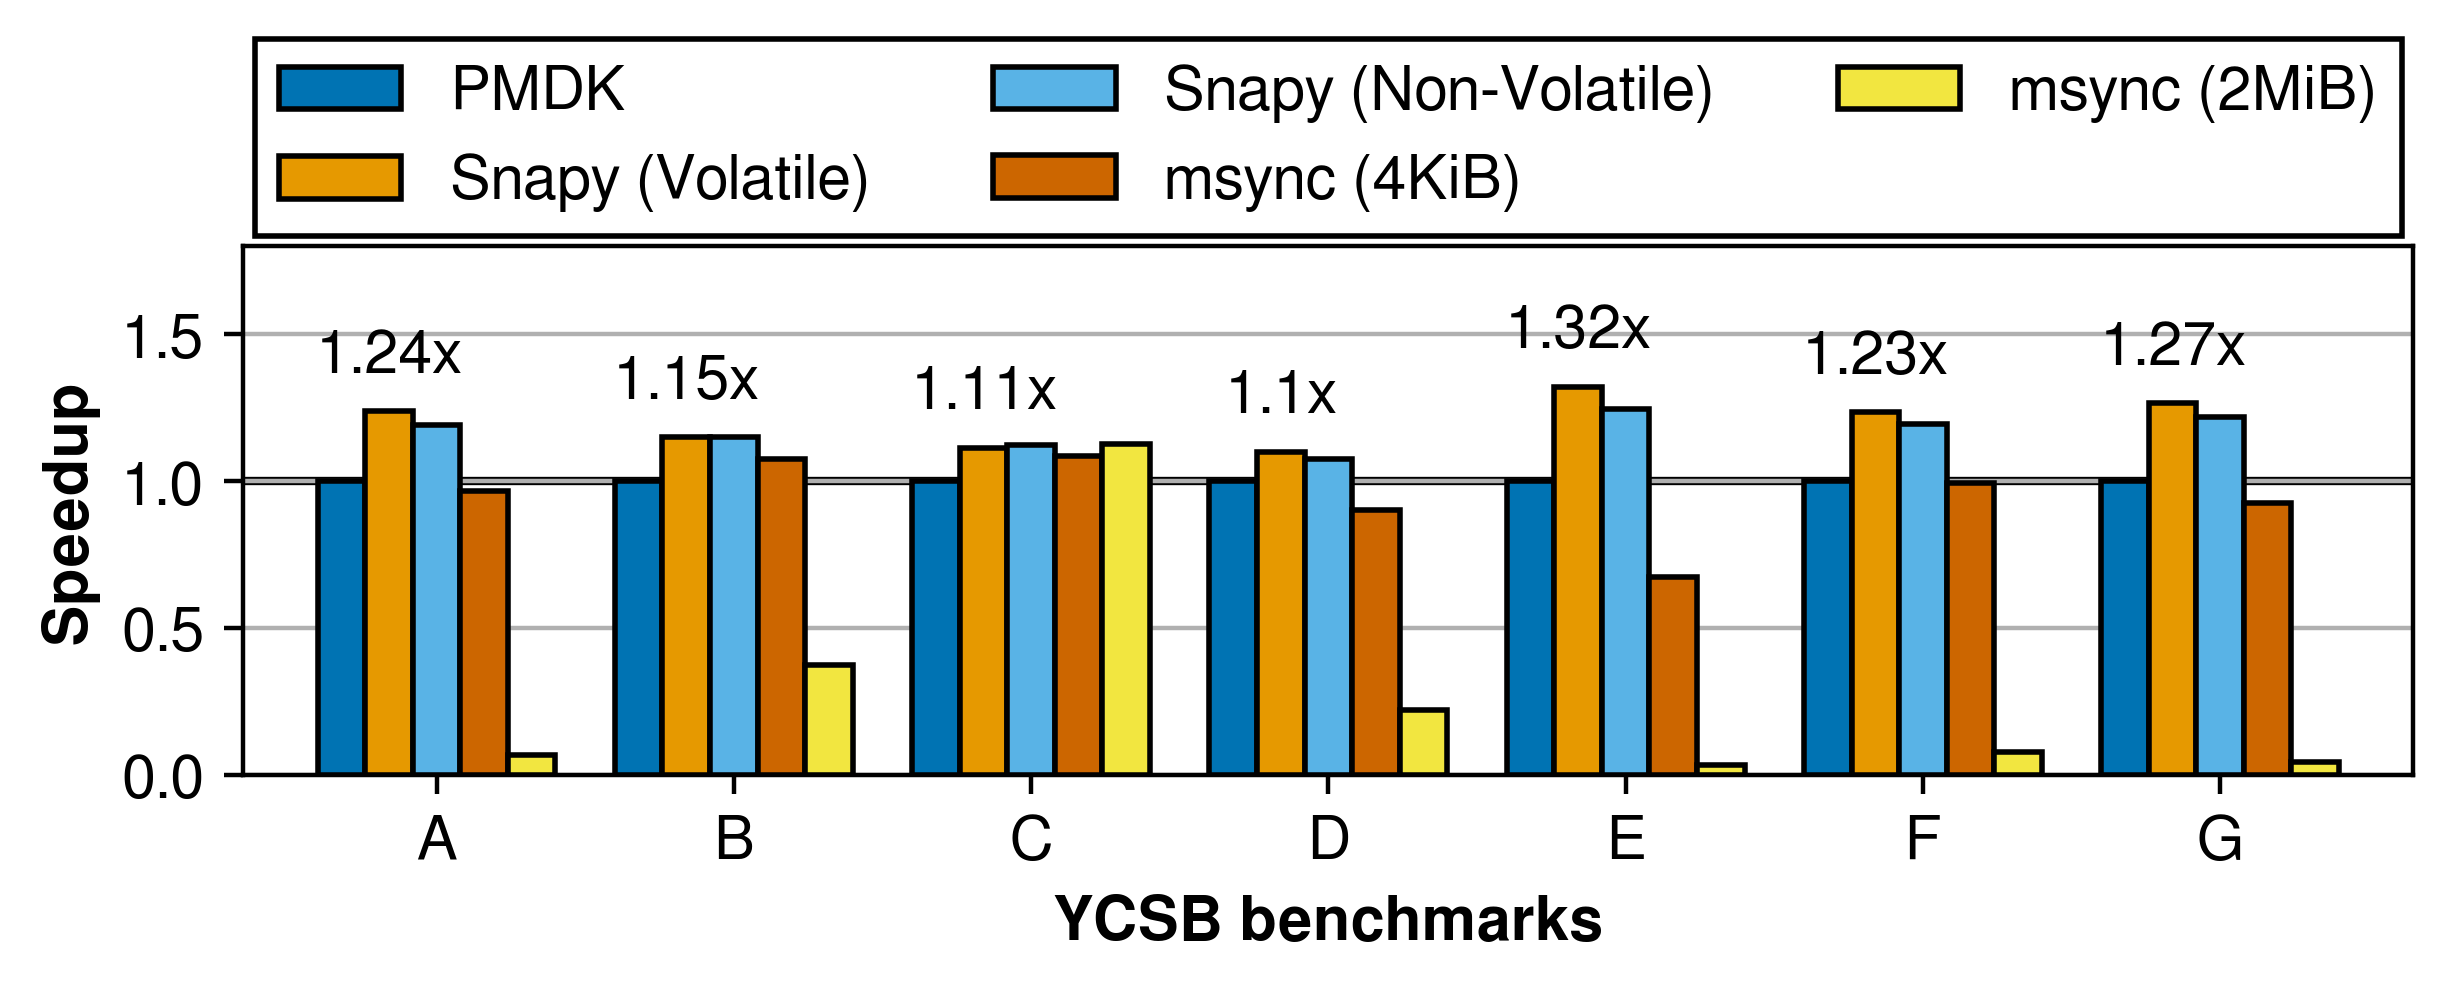 PMDK
Snapy (Volatile)
Snapy (Non-Volatile)
msync (4KiB)
msync (2MiB)
Speedup
1.5
1.0
0.5
0.0
1.24x
1.15x
1.11x
1.1x
1.32x
1.23x
1.27x
A B C D E F G
YCSB benchmarks